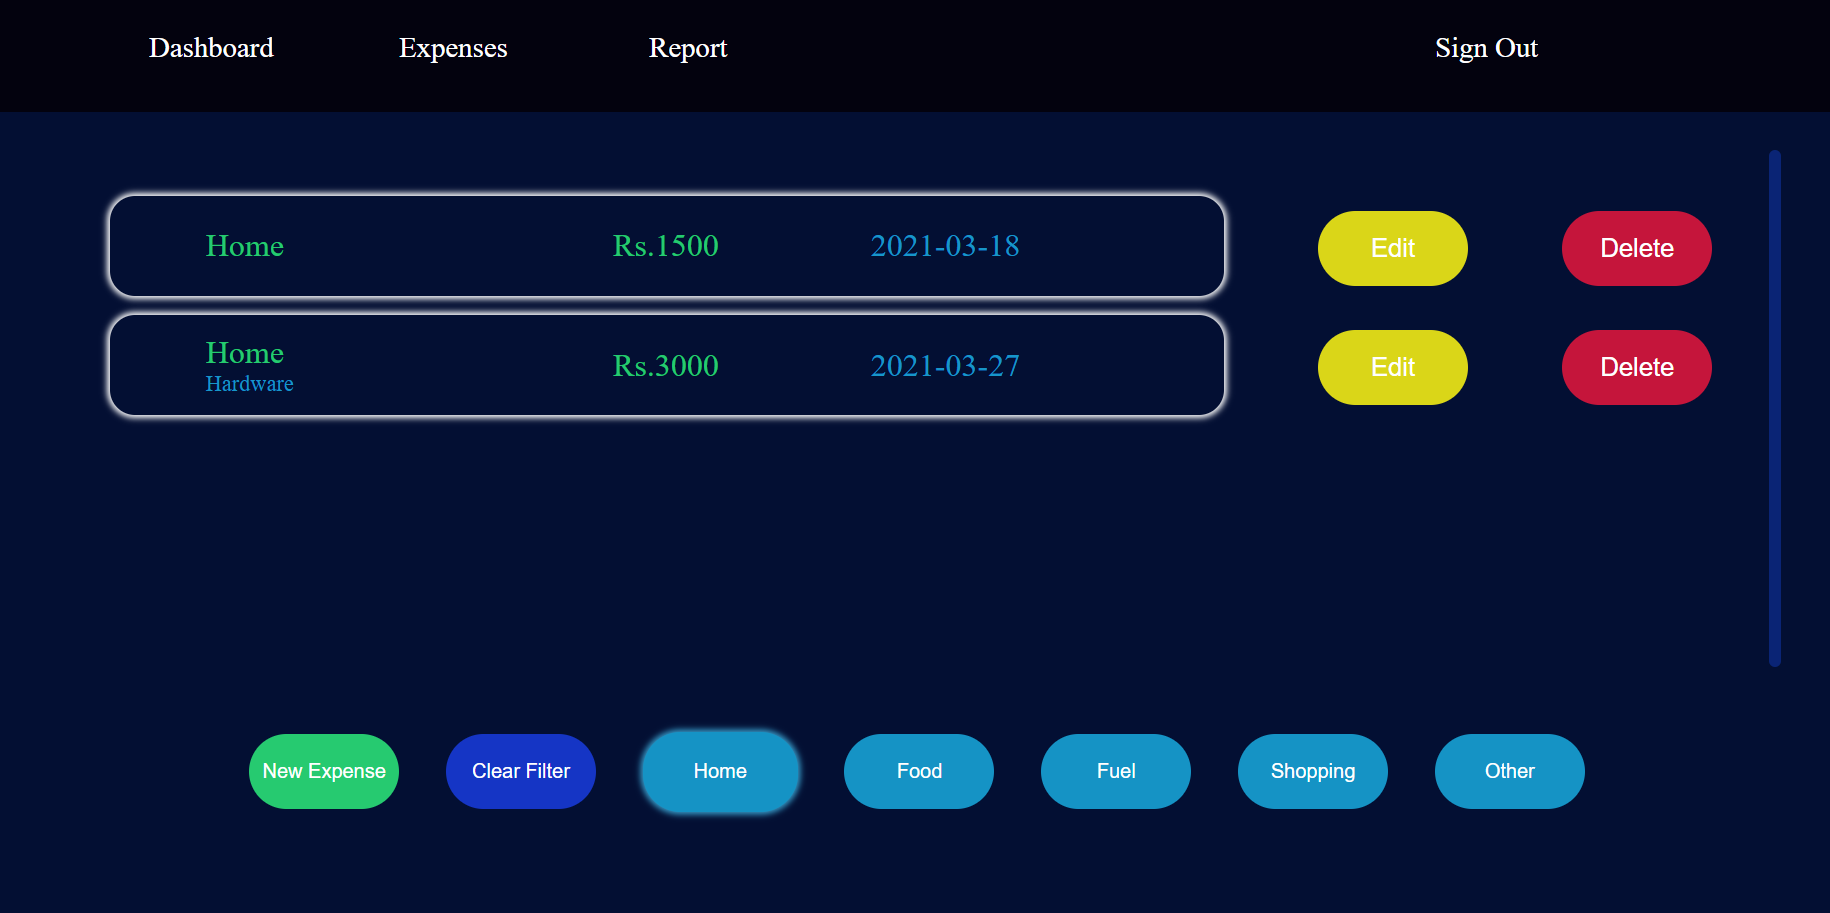 Dashboard Expenses Report Sign Out
Home Rs.1500 2021-03-18 Edit Delete
Home Rs.3000 2021-03-27 Edit Delete
Hardware
New Expense Clear Filter Home Food Fuel Shopping Other